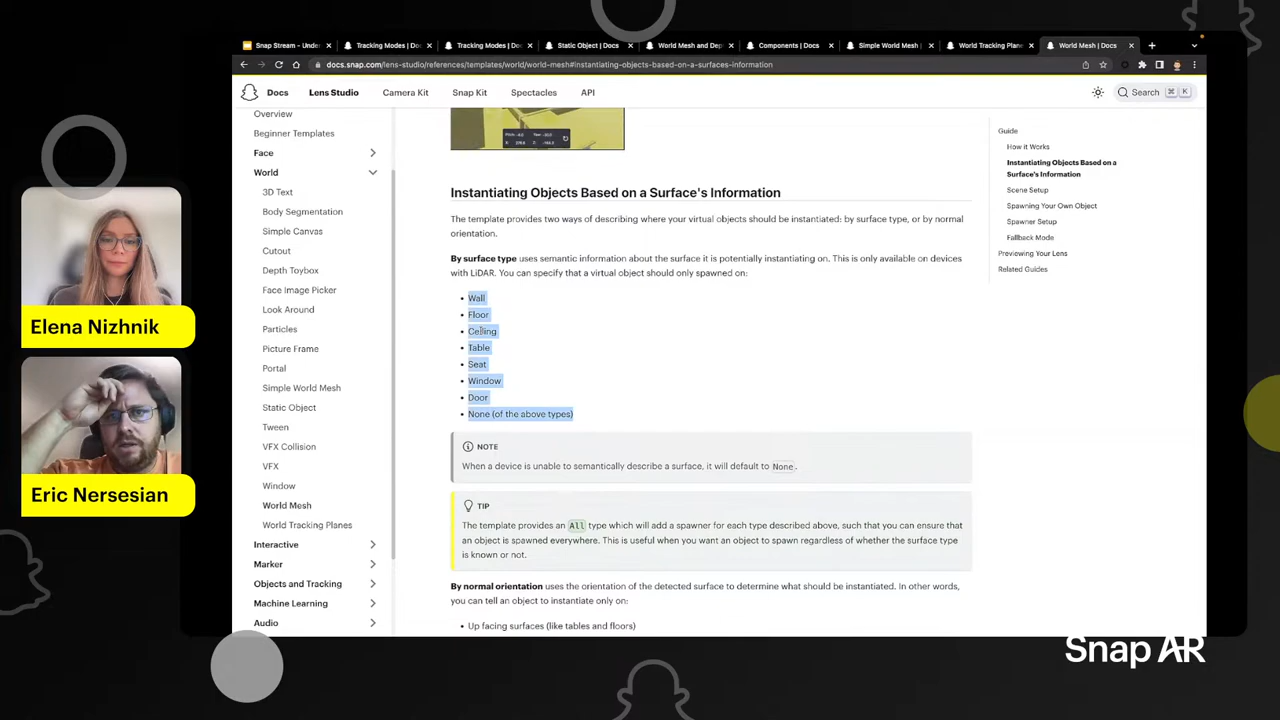 Snap Stream - Unde
Tracking Modes | Doc
Tracking Modes | Doc
Static Object | Docs
World Mesh and Dep
Components | Docs
Simple World Mesh |
World Tracking Plane
World Mesh | Docs
docs.snap.com/lens-studio/references/templates/world/world-mesh#instantiating-objects-based-on-a-surfaces-information
Docs
Lens Studio
Camera Kit
Snap Kit
Spectacles
API
Search ⌘ K
Overview
Beginner Templates
Face
World
3D Text
Body Segmentation
Simple Canvas
Cutout
Depth Toybox
Face Image Picker
Look Around
Particles
Picture Frame
Portal
Simple World Mesh
Static Object
Tween
VFX Collision
VFX
Window
World Mesh
World Tracking Planes
Interactive
Marker
Objects and Tracking
Machine Learning
Audio
Instantiating Objects Based on a Surface's Information
The template provides two ways of describing where your virtual objects should be instantiated: by surface type, or by normal
orientation.
By surface type uses semantic information about the surface it is potentially instantiating on. This is only available on devices
with LiDAR. You can specify that a virtual object should only spawned on:
• Wall
• Floor
• Ceiling
• Table
• Seat
• Window
• Door
• None (of the above types)
NOTE
When a device is unable to semantically describe a surface, it will default to None.
TIP
The template provides an All type which will add a spawner for each type described above, such that you can ensure that
an object is spawned everywhere. This is useful when you want an object to spawn regardless of whether the surface type
is known or not.
By normal orientation uses the orientation of the detected surface to determine what should be instantiated. In other words,
you can tell an object to instantiate only on:
• Up facing surfaces (like tables and floors)
Guide
How it Works
Instantiating Objects Based on a
Surface's Information
Scene Setup
Spawning Your Own Object
Spawner Setup
Fallback Mode
Previewing Your Lens
Related Guides
Elena Nizhnik
Eric Nersesian
Snap AR